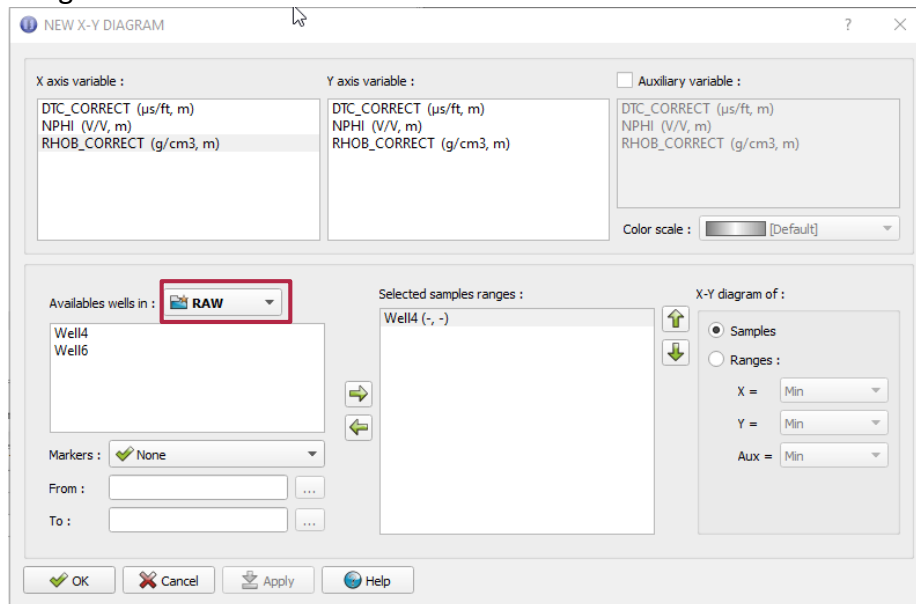 NEW X-Y DIAGRAM ?
X axis variable :
DTC_CORRECT (µs/ft, m)
NPHI (V/V, m)
RHOB_CORRECT (g/cm3, m)
Y axis variable :
DTC_CORRECT (µs/ft, m)
NPHI (V/V, m)
RHOB_CORRECT (g/cm3, m)
Auxiliary variable :
DTC_CORRECT (µs/ft, m)
NPHI (V/V, m)
RHOB_CORRECT (g/cm3, m)
Color scale : [Default]
Availables wells in : RAW
Well4
Well6
Markers : None
From : ...
To : ...
Selected samples ranges :
Well4 (-, -)
X-Y diagram of :
Samples
Ranges :
X = Min
Y = Min
Aux = Min
OK Cancel Apply Help